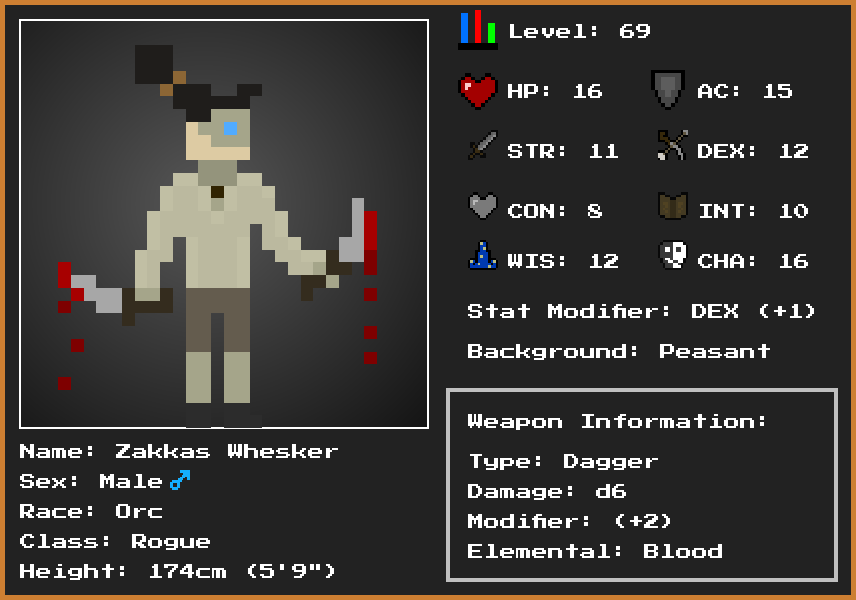 Level: 69
HP: 16 AC: 15
STR: 11 DEX: 12
CON: 8 INT: 10
WIS: 12 CHA: 16
Stat Modifier: DEX (+1)
Background: Peasant
Weapon Information:
Type: Dagger
Damage: d6
Modifier: (+2)
Elemental: Blood
Name: Zakkas Whesker
Sex: Male ♂
Race: Orc
Class: Rogue
Height: 174cm (5'9")